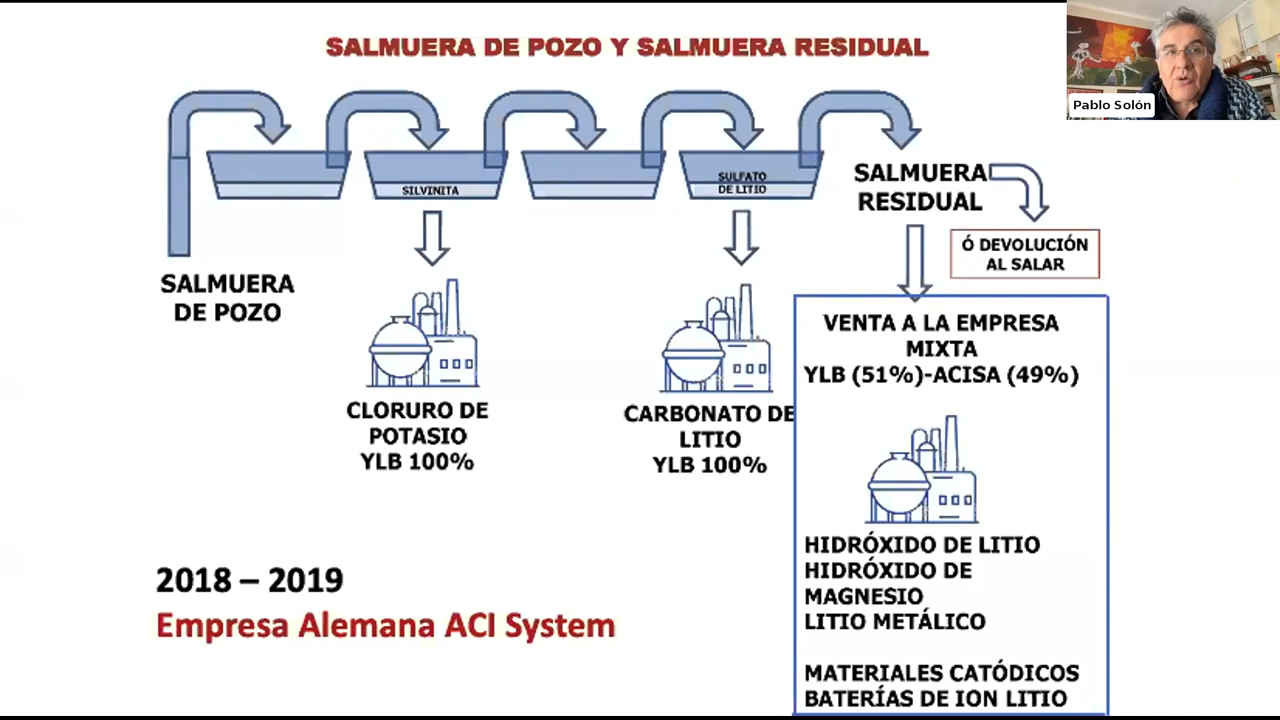 SALMUERA DE POZO Y SALMUERA RESIDUAL
Pablo Solón
SILVINITA
SULFATO
DE LITIO
SALMUERA
RESIDUAL
Ó DEVOLUCIÓN
AL SALAR
SALMUERA
DE POZO
CLORURO DE
POTASIO
YLB 100%
CARBONATO DE
LITIO
YLB 100%
VENTA A LA EMPRESA
MIXTA
YLB (51%)-ACISA (49%)
HIDRÓXIDO DE LITIO
HIDRÓXIDO DE
MAGNESIO
LITIO METÁLICO
MATERIALES CATÓDICOS
BATERÍAS DE ION LITIO
2018 – 2019
Empresa Alemana ACI System